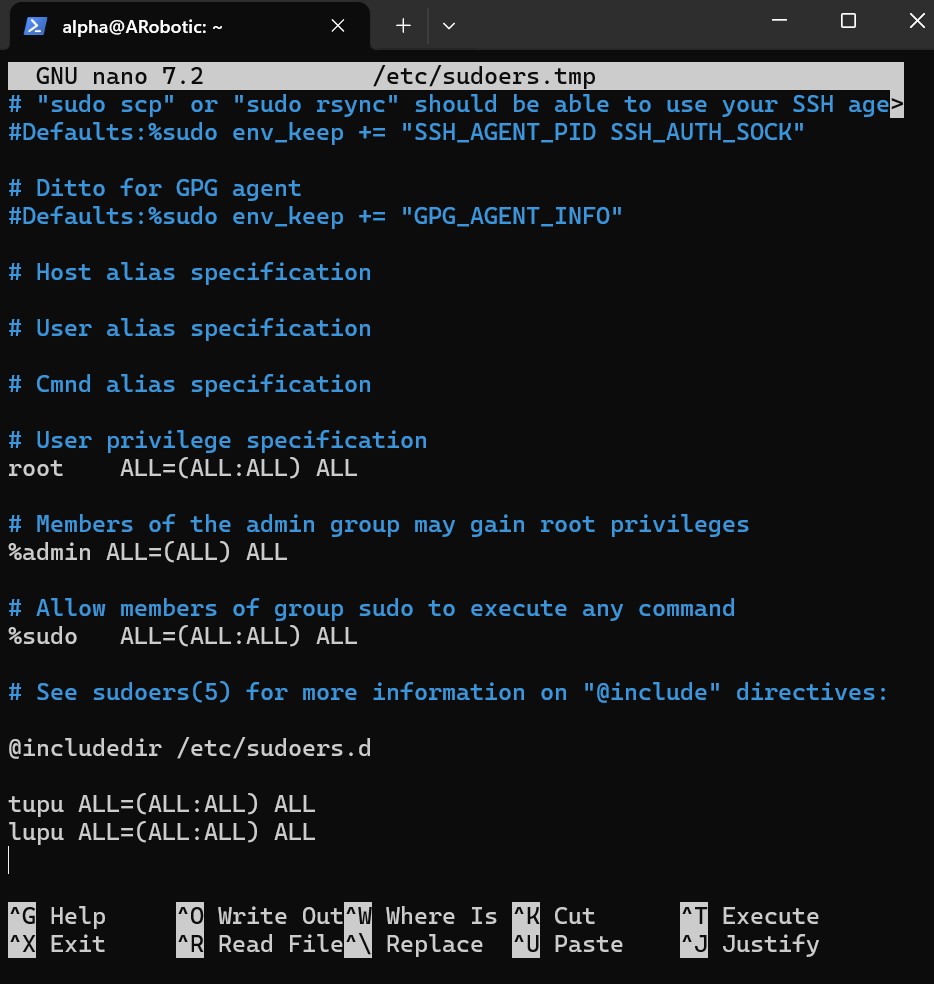 alpha@ARobotic: ~
GNU nano 7.2 /etc/sudoers.tmp
# "sudo scp" or "sudo rsync" should be able to use your SSH age>
#Defaults:%sudo env_keep += "SSH_AGENT_PID SSH_AUTH_SOCK"
# Ditto for GPG agent
#Defaults:%sudo env_keep += "GPG_AGENT_INFO"
# Host alias specification
# User alias specification
# Cmnd alias specification
# User privilege specification
root    ALL=(ALL:ALL) ALL
# Members of the admin group may gain root privileges
%admin ALL=(ALL) ALL
# Allow members of group sudo to execute any command
%sudo   ALL=(ALL:ALL) ALL
# See sudoers(5) for more information on "@include" directives:
@includedir /etc/sudoers.d
tupu ALL=(ALL:ALL) ALL
lupu ALL=(ALL:ALL) ALL
^G Help ^O Write Out ^W Where Is ^K Cut ^T Execute
^X Exit ^R Read File ^\ Replace ^U Paste ^J Justify